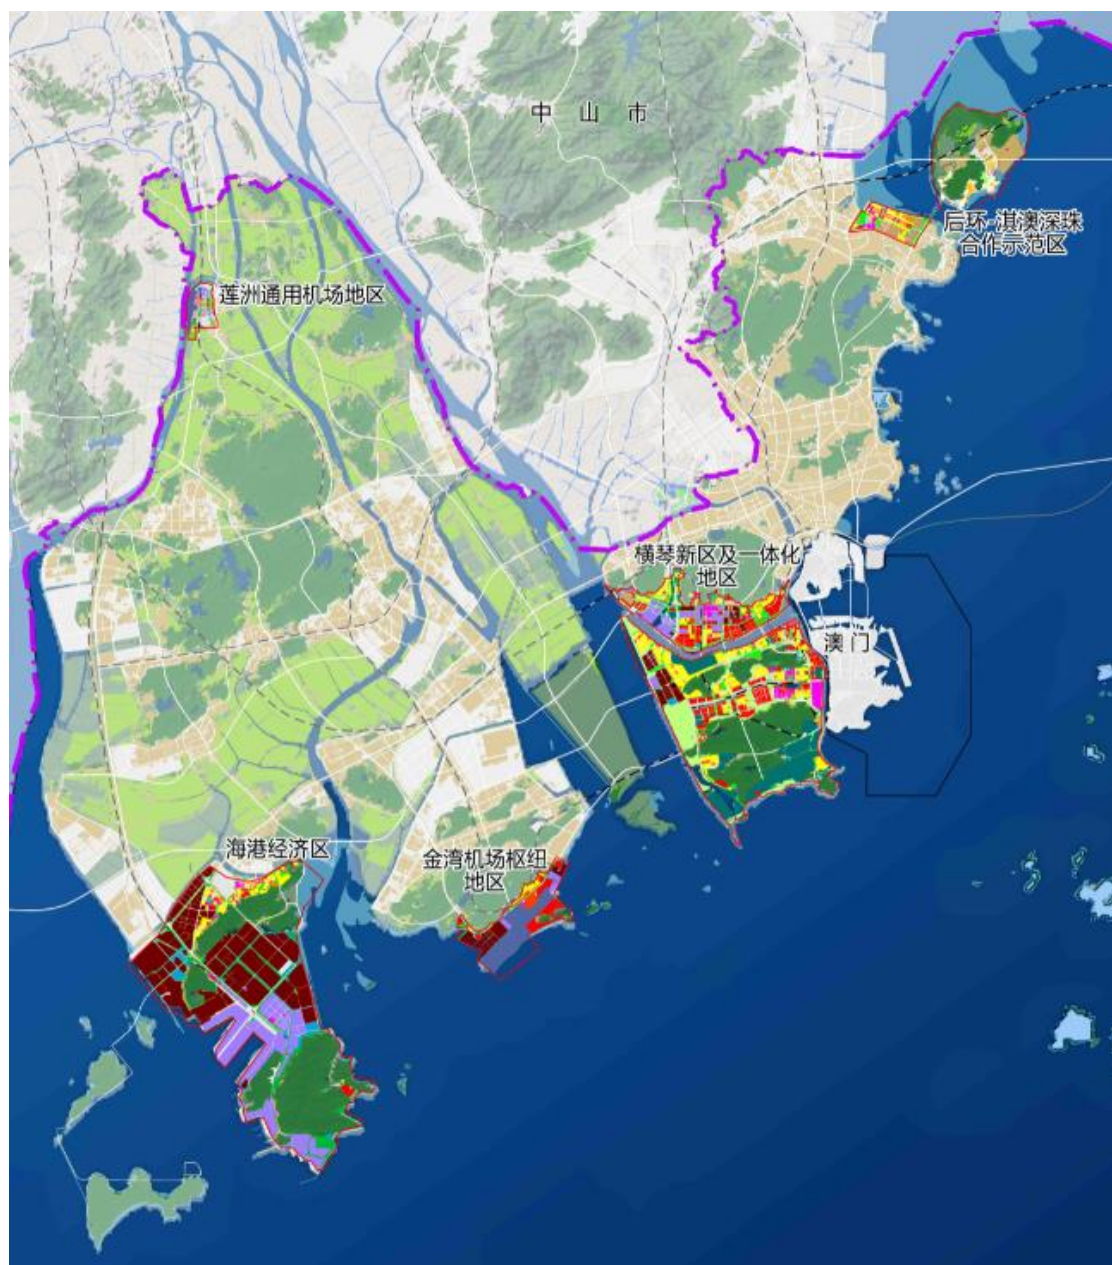 中山市
后环-淇澳深珠
合作示范区
莲洲通用机场地区
横琴新区及一体化
地区
澳门
海港经济区
金湾机场枢纽
地区